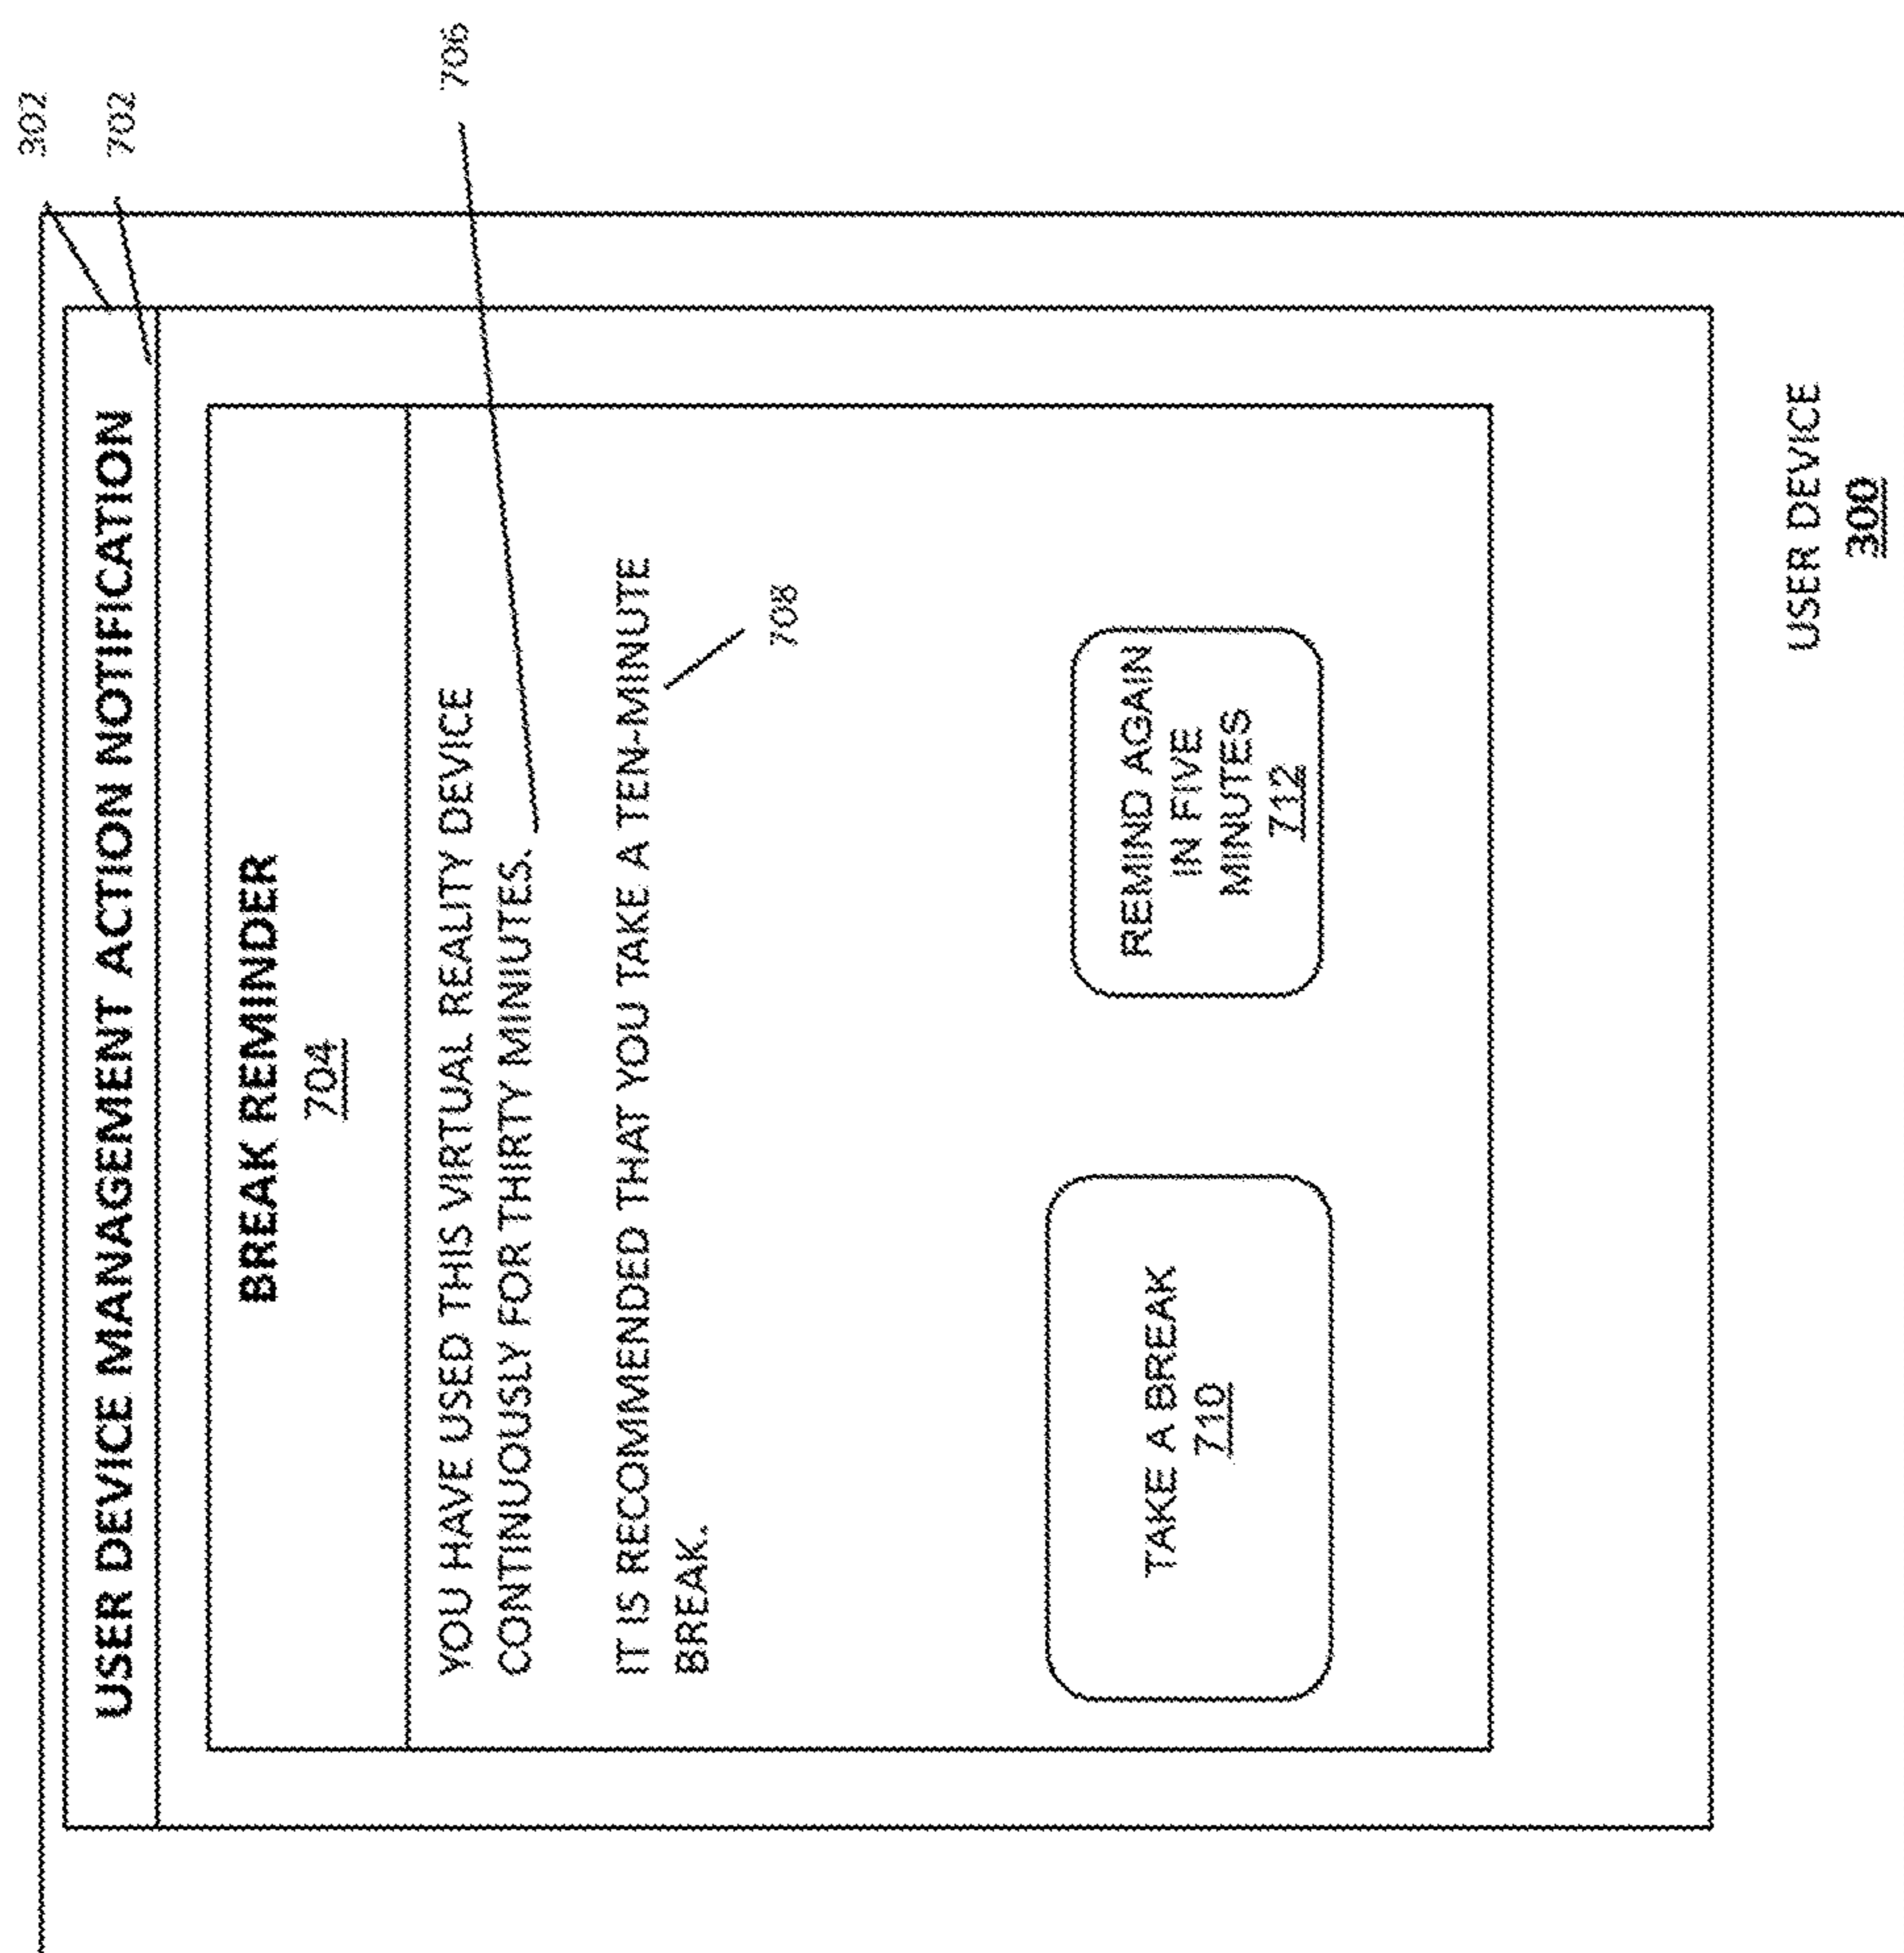 302
702
USER DEVICE MANAGEMENT ACTION NOTIFICATION
BREAK REMINDER
704
706
YOU HAVE USED THIS VIRTUAL REALITY DEVICE
CONTINUOUSLY FOR THIRTY MINIUTES.
IT IS RECOMMENDED THAT YOU TAKE A TEN-MINUTE
BREAK.
708
TAKE A BREAK
710
REMIND AGAIN
IN FIVE
MINUTES
712
USER DEVICE
300